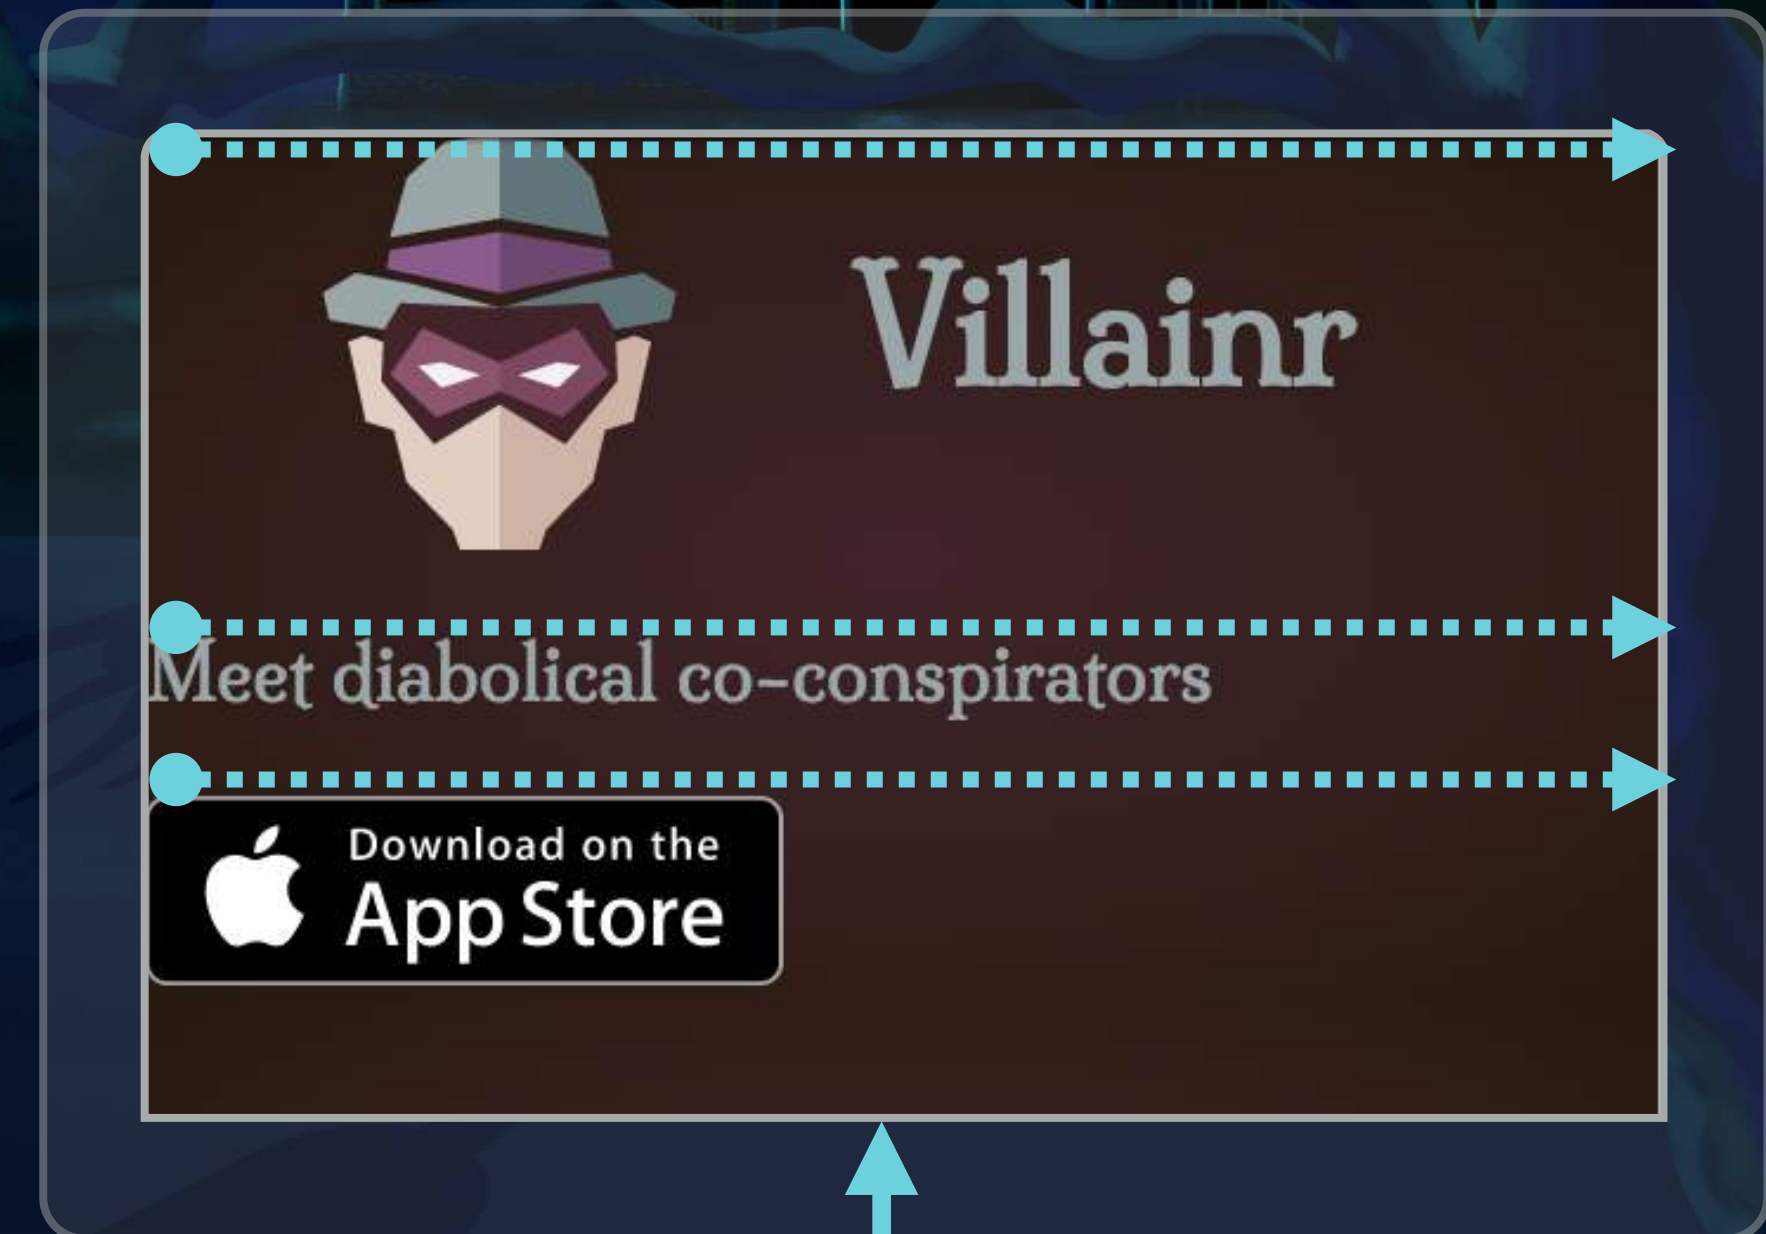 Villainr
Meet diabolical co-conspirators
Download on the
App Store